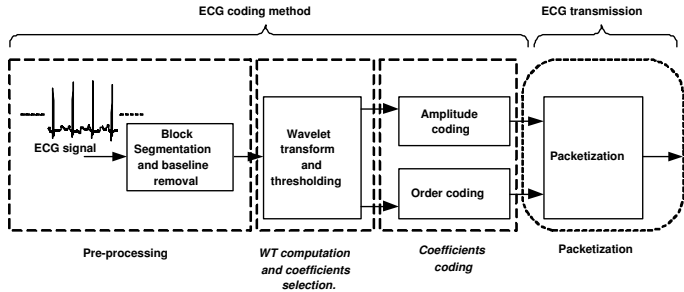 ECG coding method
ECG transmission
ECG signal
Block
Segmentation
and baseline
removal
Wavelet
transform
and
thresholding
Amplitude
coding
Order coding
Packetization
Pre-processing
WT computation
and coefficients
selection.
Coefficients
coding
Packetization